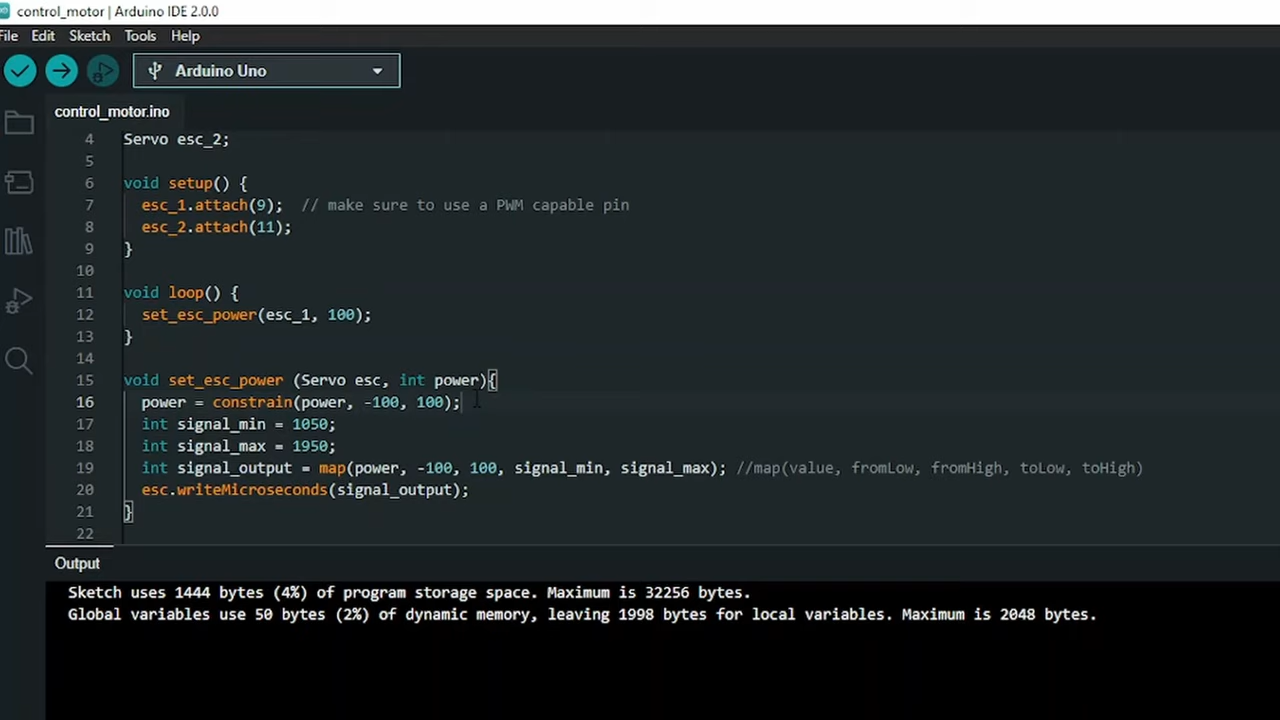 control_motor | Arduino IDE 2.0.0
File Edit Sketch Tools Help
Arduino Uno
control_motor.ino
4 Servo esc_2;
5
6 void setup() {
7 esc_1.attach(9); // make sure to use a PWM capable pin
8 esc_2.attach(11);
9 }
10
11 void loop() {
12 set_esc_power(esc_1, 100);
13 }
14
15 void set_esc_power (Servo esc, int power){
16 power = constrain(power, -100, 100);
17 int signal_min = 1050;
18 int signal_max = 1950;
19 int signal_output = map(power, -100, 100, signal_min, signal_max); //map(value, fromLow, fromHigh, toLow, toHigh)
20 esc.writeMicroseconds(signal_output);
21 }
22
Output
Sketch uses 1444 bytes (4%) of program storage space. Maximum is 32256 bytes.
Global variables use 50 bytes (2%) of dynamic memory, leaving 1998 bytes for local variables. Maximum is 2048 bytes.